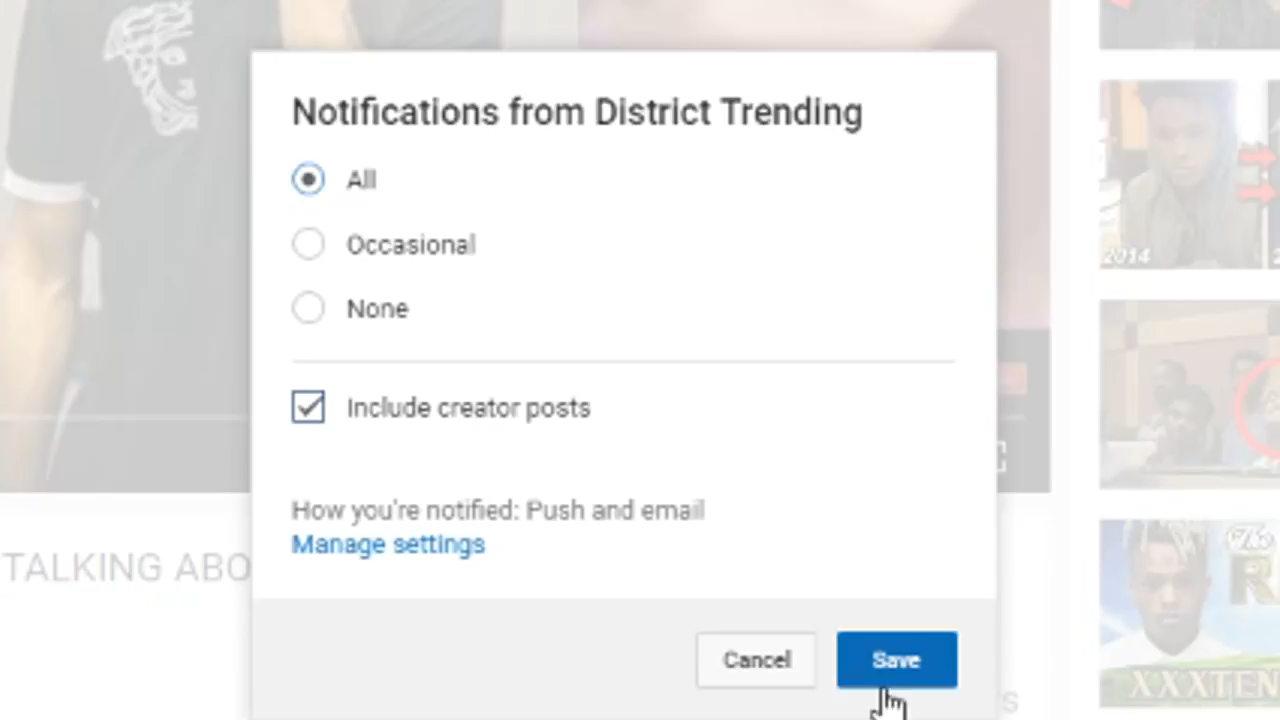 Notifications from District Trending
All
Occasional
None
Include creator posts
How you're notified: Push and email
Manage settings
Cancel
Save
TALKING ABO
2014
XXXTEN